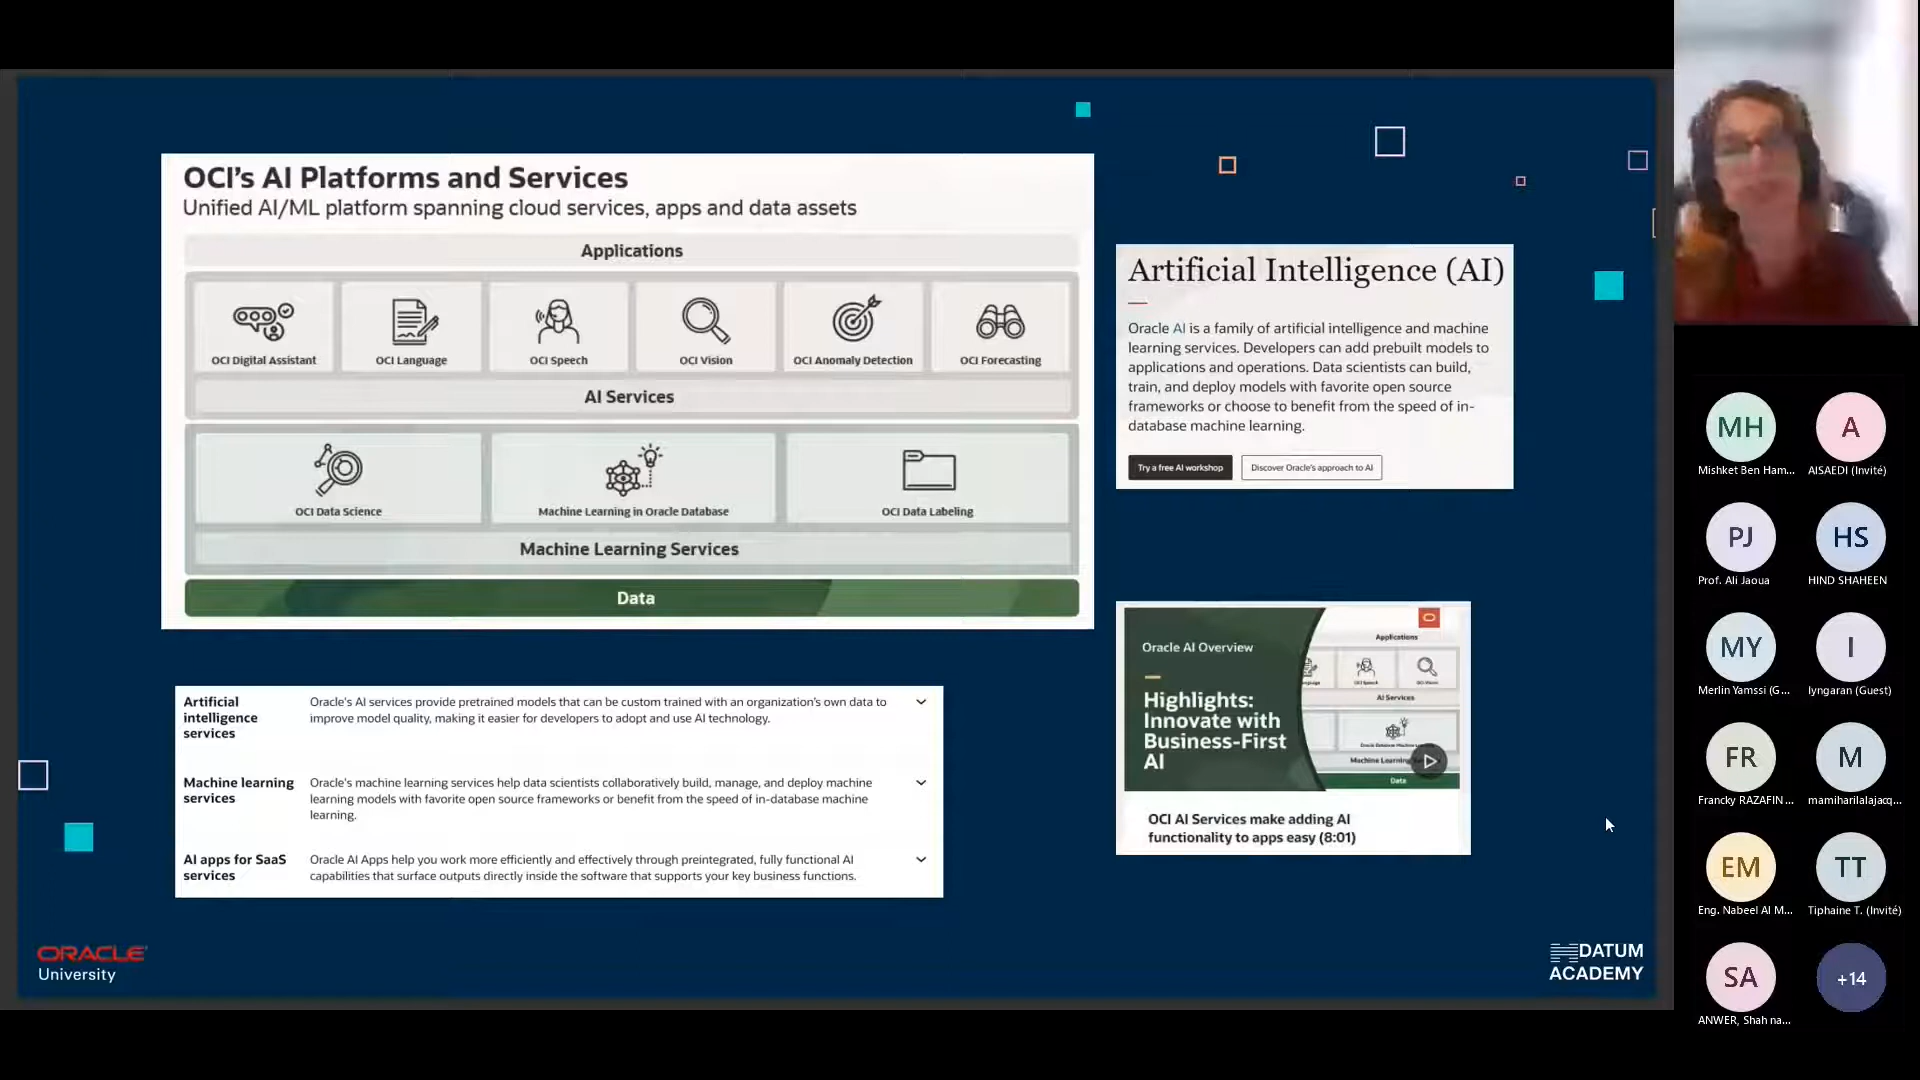 OCI's AI Platforms and Services
Unified AI/ML platform spanning cloud services, apps and data assets
Applications
OCI Digital Assistant
OCI Language
OCI Speech
OCI Vision
OCI Anomaly Detection
OCI Forecasting
AI Services
OCI Data Science
Machine Learning in Oracle Database
OCI Data Labeling
Machine Learning Services
Data
Artificial
intelligence
services
Oracle's AI services provide pretrained models that can be custom trained with an organization's own data to
improve model quality, making it easier for developers to adopt and use AI technology.
Machine learning
services
Oracle's machine learning services help data scientists collaboratively build, manage, and deploy machine
learning models with favorite open source frameworks or benefit from the speed of in-database machine
learning.
AI apps for SaaS
services
Oracle AI Apps help you work more efficiently and effectively through preintegrated, fully functional AI
capabilities that surface outputs directly inside the software that supports your key business functions.
Artificial Intelligence (AI)
Oracle AI is a family of artificial intelligence and machine
learning services. Developers can add prebuilt models to
applications and operations. Data scientists can build,
train, and deploy models with favorite open source
frameworks or choose to benefit from the speed of in-
database machine learning.
Try a free AI workshop
Discover Oracle's approach to AI
Oracle AI Overview
Highlights:
Innovate with
Business-First
AI
Applications
OCI Speech
OCI Vision
AI Services
Machine Learning
Data
OCI AI Services make adding AI
functionality to apps easy (8:01)
ORACLE
University
DATUM
ACADEMY
MH
Mishket Ben Ham...
A
AISAEDI (Invité)
PJ
Prof. Ali Jaoua
HS
HIND SHAHEEN
MY
Merlin Yamssi (G...
I
Iyngaran (Guest)
FR
Francky RAZAFIN...
M
mamiharilalajacq...
EM
Eng. Nabeel Al M...
TT
Tiphaine T. (Invité)
SA
ANWER, Shah na...
+14